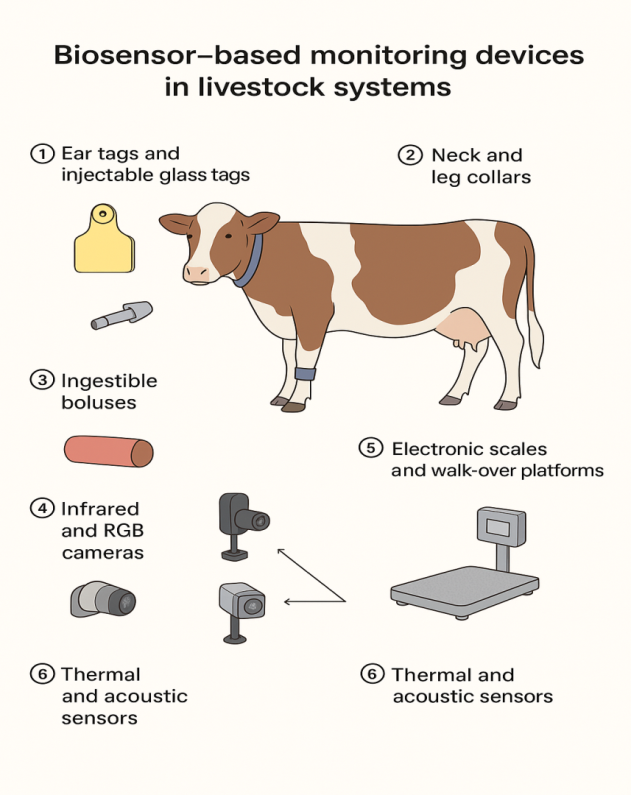 Biosensor–based monitoring devices
in livestock systems
1 Ear tags and
injectable glass tags
2 Neck and
leg collars
3 Ingestible
boluses
4 Infrared
and RGB
cameras
5 Electronic scales
and walk-over platforms
6 Thermal
and acoustic
sensors
6 Thermal and
acoustic sensors